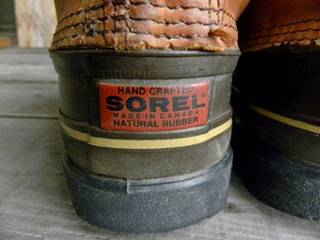 HAND CRAFTED
SOREL
MADE IN CANADA
NATURAL RUBBER